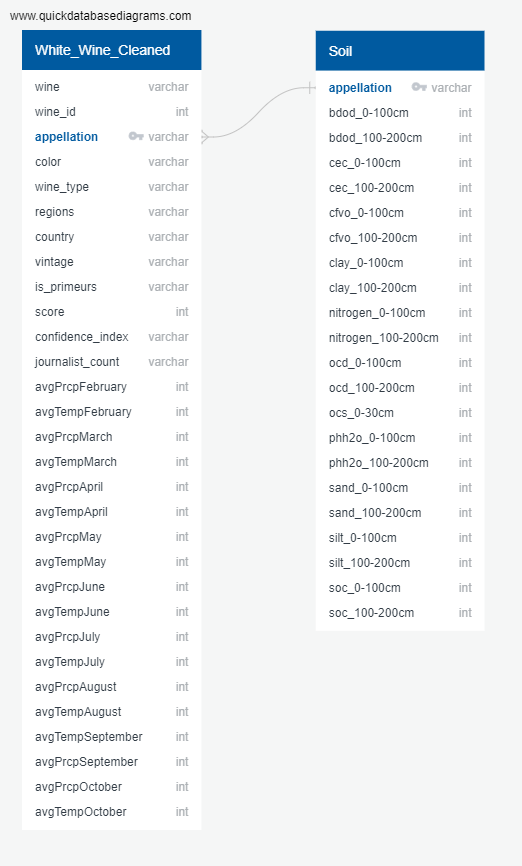 www.quickdatabasediagrams.com
White_Wine_Cleaned
wine varchar
wine_id int
appellation varchar
color varchar
wine_type varchar
regions varchar
country varchar
vintage varchar
is_primeurs varchar
score int
confidence_index varchar
journalist_count varchar
avgPrcpFebruary int
avgTempFebruary int
avgPrcpMarch int
avgTempMarch int
avgPrcpApril int
avgTempApril int
avgPrcpMay int
avgTempMay int
avgPrcpJune int
avgTempJune int
avgPrcpJuly int
avgTempJuly int
avgPrcpAugust int
avgTempAugust int
avgTempSeptember int
avgPrcpSeptember int
avgPrcpOctober int
avgTempOctober int
Soil
appellation varchar
bdod_0-100cm int
bdod_100-200cm int
cec_0-100cm int
cec_100-200cm int
cfvo_0-100cm int
cfvo_100-200cm int
clay_0-100cm int
clay_100-200cm int
nitrogen_0-100cm int
nitrogen_100-200cm int
ocd_0-100cm int
ocd_100-200cm int
ocs_0-30cm int
phh2o_0-100cm int
phh2o_100-200cm int
sand_0-100cm int
sand_100-200cm int
silt_0-100cm int
silt_100-200cm int
soc_0-100cm int
soc_100-200cm int